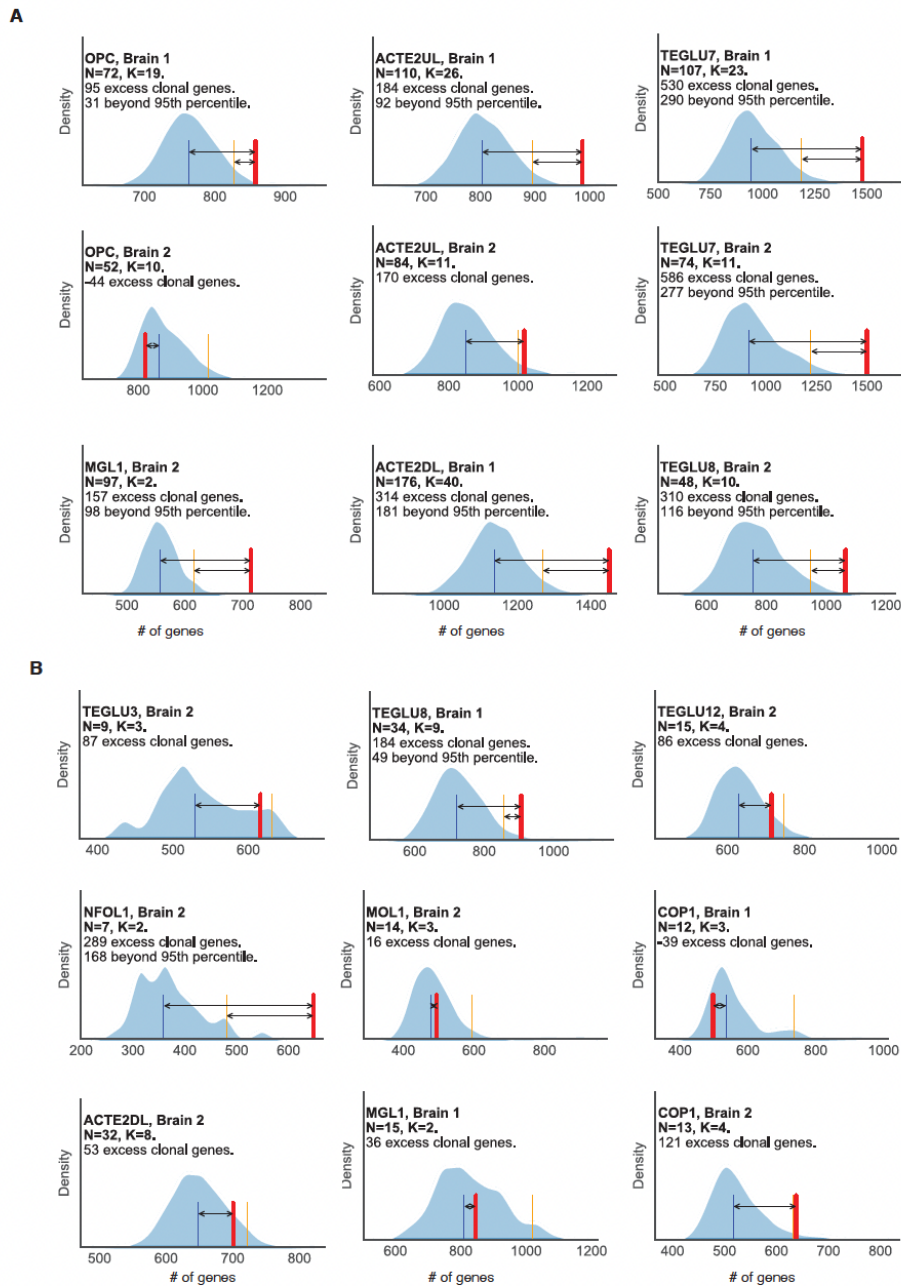 A
Density
OPC, Brain 1
N=72, K=19.
95 excess clonal genes.
31 beyond 95th percentile.
700 800 900
Density
ACTE2UL, Brain 1
N=110, K=26.
184 excess clonal genes.
92 beyond 95th percentile.
700 800 900 1000
Density
TEGLU7, Brain 1
N=107, K=23.
530 excess clonal genes.
290 beyond 95th percentile.
500 750 1000 1250 1500
Density
OPC, Brain 2
N=52, K=10.
-44 excess clonal genes.
800 1000 1200
Density
ACTE2UL, Brain 2
N=84, K=11.
170 excess clonal genes.
600 800 1000 1200
Density
TEGLU7, Brain 2
N=74, K=11.
586 excess clonal genes.
277 beyond 95th percentile.
500 750 1000 1250 1500
Density
MGL1, Brain 2
N=97, K=2.
157 excess clonal genes.
98 beyond 95th percentile.
500 600 700 800
# of genes
Density
ACTE2DL, Brain 1
N=176, K=40.
314 excess clonal genes.
181 beyond 95th percentile.
1000 1200 1400
# of genes
Density
TEGLU8, Brain 2
N=48, K=10.
310 excess clonal genes.
116 beyond 95th percentile.
600 800 1000 1200
# of genes
B
Density
TEGLU3, Brain 2
N=9, K=3.
87 excess clonal genes.
400 500 600
Density
TEGLU8, Brain 1
N=34, K=9.
184 excess clonal genes.
49 beyond 95th percentile.
600 800 1000
Density
TEGLU12, Brain 2
N=15, K=4.
86 excess clonal genes.
600 800 1000
Density
NFOL1, Brain 2
N=7, K=2.
289 excess clonal genes.
168 beyond 95th percentile.
200 300 400 500 600
Density
MOL1, Brain 2
N=14, K=3.
16 excess clonal genes.
400 600 800
Density
COP1, Brain 1
N=12, K=3.
-39 excess clonal genes.
400 600 800 1000
Density
ACTE2DL, Brain 2
N=32, K=8.
53 excess clonal genes.
500 600 700 800
# of genes
Density
MGL1, Brain 1
N=15, K=2.
36 excess clonal genes.
600 800 1000 1200
# of genes
Density
COP1, Brain 2
N=13, K=4.
121 excess clonal genes.
400 500 600 700 800
# of genes